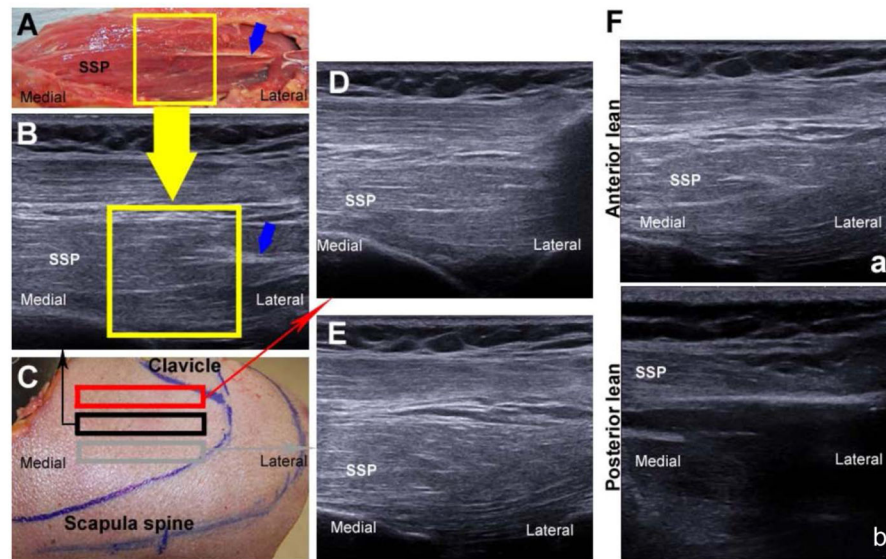 A
SSP
Medial
Lateral
B
SSP
Medial
Lateral
C
Clavicle
Medial
Lateral
Scapula spine
D
SSP
Medial
Lateral
E
SSP
Medial
Lateral
F
Anterior lean
SSP
Medial
Lateral
a
Posterior lean
SSP
Medial
Lateral
b